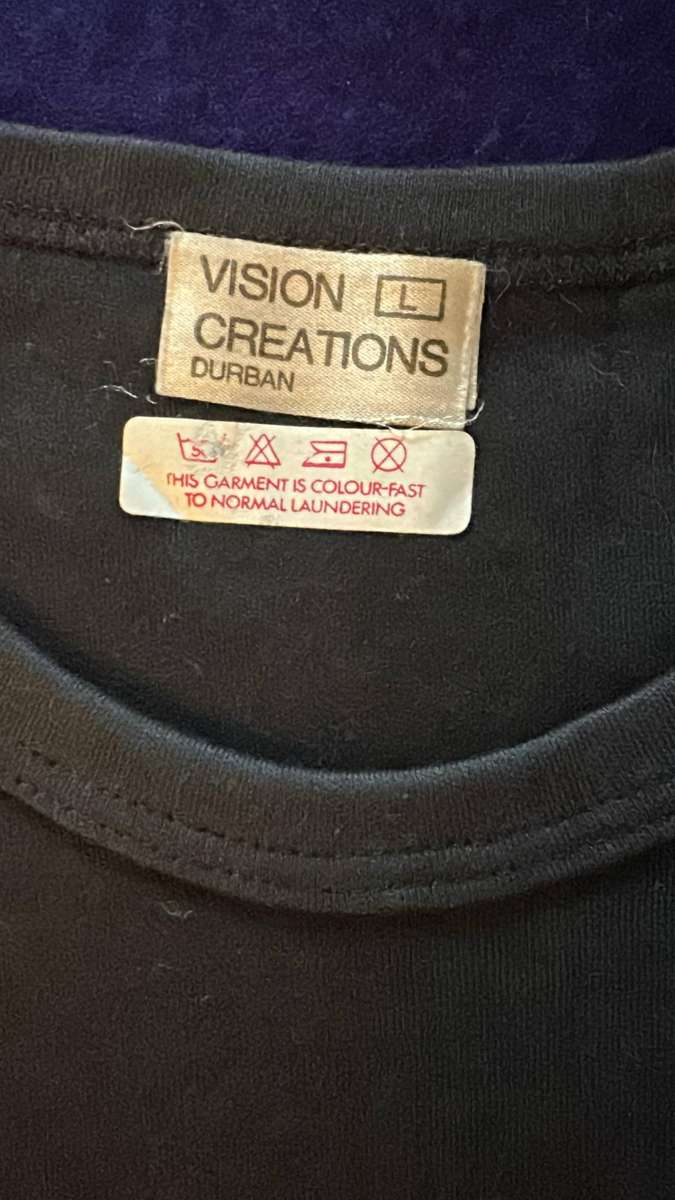 VISION L
CREATIONS
DURBAN
THIS GARMENT IS COLOUR-FAST
TO NORMAL LAUNDERING